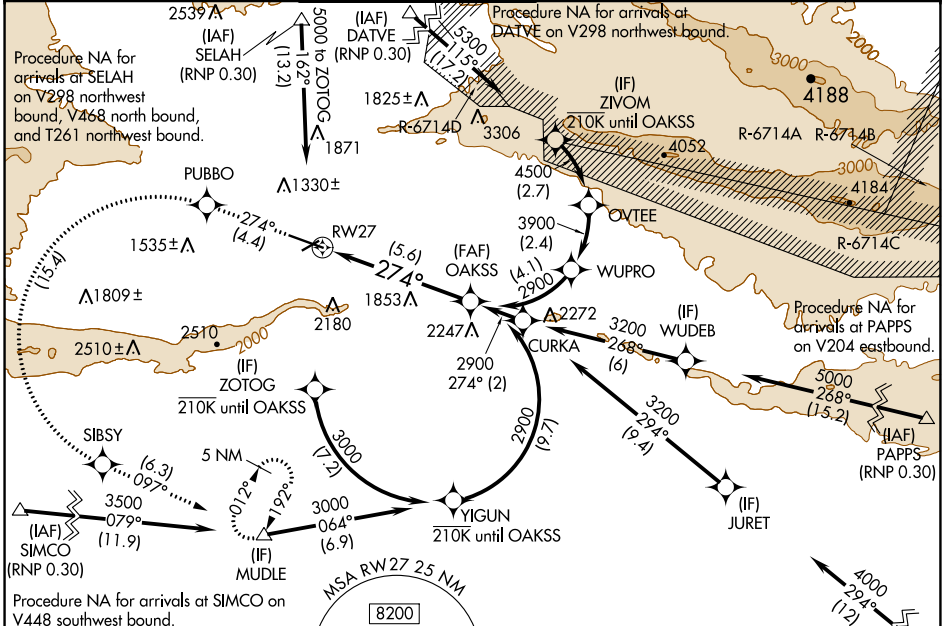 2539
(IAF)
SELAH
(RNP 0.30)
5000 to ZOTOG
162°
(13.2)
(IAF)
DATVE
(RNP 0.30)
Procedure NA for arrivals at
DATVE on V298 northwest bound.
5300
115°
(17.2)
2000
3000
4188
Procedure NA for
arrivals at SELAH
on V298 northwest
bound, V468 north bound,
and T261 northwest bound.
(IF)
ZIVOM
210K until OAKSS
1825±
R-6714D
3306
R-6714A
R-6714B
1871
4052
3000
4184
PUBBO
1330±
4500
(2.7)
OVTEE
274°
(4.4)
RW27
3900
(2.4)
R-6714C
1535±
(5.6)
274°
(FAF)
OAKSS
(4.1)
2900
WUPRO
(15.4)
1809±
1853
2180
2247
2272
CURKA
3200
268°
(6)
(IF)
WUDEB
Procedure NA for
arrivals at PAPPS
on V204 eastbound.
2510±
2510
2000
2900
274° (2)
(IF)
ZOTOG
210K until OAKSS
5000
268°
(15.2)
(IAF)
PAPPS
(RNP 0.30)
3200
294°
(9.4)
3000
(7.2)
2900
(9.7)
SIBSY
(6.3)
097°
5 NM
012°
192°
(IF)
JURET
3500
079°
(11.9)
3000
064°
(6.9)
YIGUN
210K until OAKSS
(IAF)
SIMCO
(RNP 0.30)
(IF)
MUDLE
MSA RW27 25 NM
8200
4000
294°
(12)
Procedure NA for arrivals at SIMCO on
V448 southwest bound.